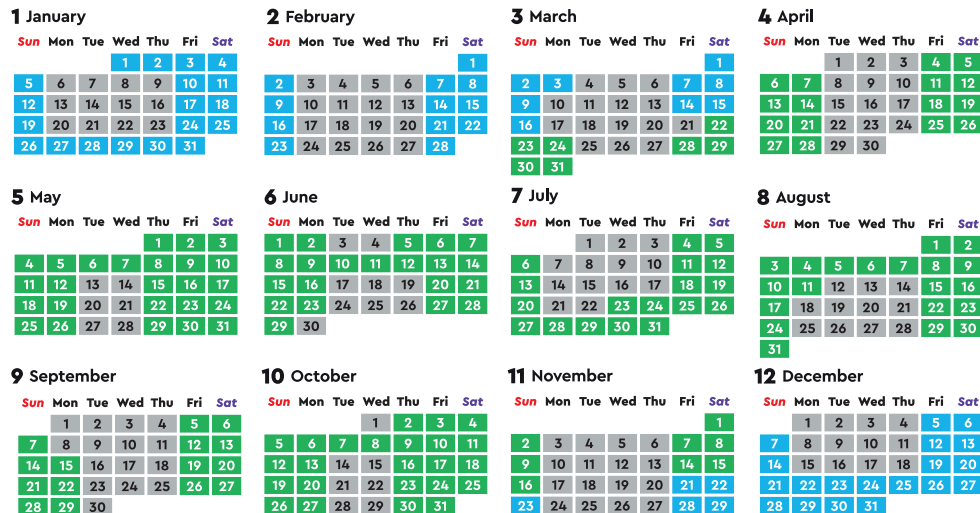 1 January
Sun Mon Tue Wed Thu Fri Sat
1 2 3 4
5 6 7 8 9 10 11
12 13 14 15 16 17 18
19 20 21 22 23 24 25
26 27 28 29 30 31
2 February
Sun Mon Tue Wed Thu Fri Sat
1
2 3 4 5 6 7 8
9 10 11 12 13 14 15
16 17 18 19 20 21 22
23 24 25 26 27 28
3 March
Sun Mon Tue Wed Thu Fri Sat
1
2 3 4 5 6 7 8
9 10 11 12 13 14 15
16 17 18 19 20 21 22
23 24 25 26 27 28 29
30 31
4 April
Sun Mon Tue Wed Thu Fri Sat
1 2 3 4 5
6 7 8 9 10 11 12
13 14 15 16 17 18 19
20 21 22 23 24 25 26
27 28 29 30
5 May
Sun Mon Tue Wed Thu Fri Sat
1 2 3
4 5 6 7 8 9 10
11 12 13 14 15 16 17
18 19 20 21 22 23 24
25 26 27 28 29 30 31
6 June
Sun Mon Tue Wed Thu Fri Sat
1 2 3 4 5 6 7
8 9 10 11 12 13 14
15 16 17 18 19 20 21
22 23 24 25 26 27 28
29 30
7 July
Sun Mon Tue Wed Thu Fri Sat
1 2 3 4 5
6 7 8 9 10 11 12
13 14 15 16 17 18 19
20 21 22 23 24 25 26
27 28 29 30 31
8 August
Sun Mon Tue Wed Thu Fri Sat
1 2
3 4 5 6 7 8 9
10 11 12 13 14 15 16
17 18 19 20 21 22 23
24 25 26 27 28 29 30
31
9 September
Sun Mon Tue Wed Thu Fri Sat
1 2 3 4 5 6
7 8 9 10 11 12 13
14 15 16 17 18 19 20
21 22 23 24 25 26 27
28 29 30
10 October
Sun Mon Tue Wed Thu Fri Sat
1 2 3 4
5 6 7 8 9 10 11
12 13 14 15 16 17 18
19 20 21 22 23 24 25
26 27 28 29 30 31
11 November
Sun Mon Tue Wed Thu Fri Sat
1
2 3 4 5 6 7 8
9 10 11 12 13 14 15
16 17 18 19 20 21 22
23 24 25 26 27 28 29
12 December
Sun Mon Tue Wed Thu Fri Sat
1 2 3 4 5 6
7 8 9 10 11 12 13
14 15 16 17 18 19 20
21 22 23 24 25 26 27
28 29 30 31